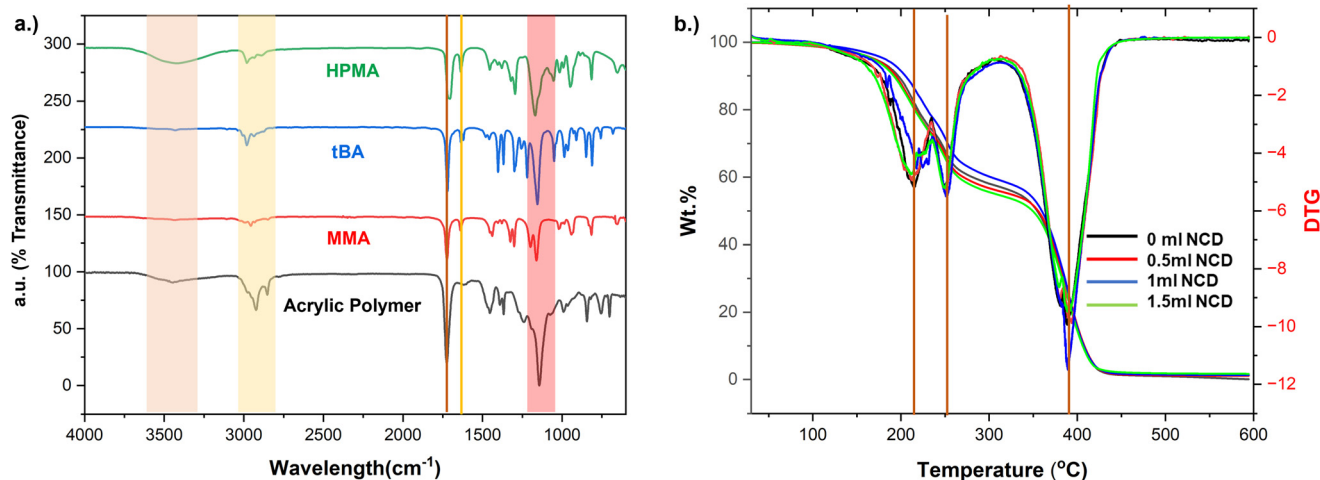 a.)
300
250
200
150
100
50
0
a.u. (% Transmittance)
HPMA
tBA
MMA
Acrylic Polymer
4000 3500 3000 2500 2000 1500 1000
Wavelength(cm-1)
b.)
100
80
60
40
20
0
Wt.%
0 ml NCD
0.5ml NCD
1ml NCD
1.5ml NCD
0
−2
−4
−6
−8
−10
−12
DTG
100 200 300 400 500 600
Temperature (°C)